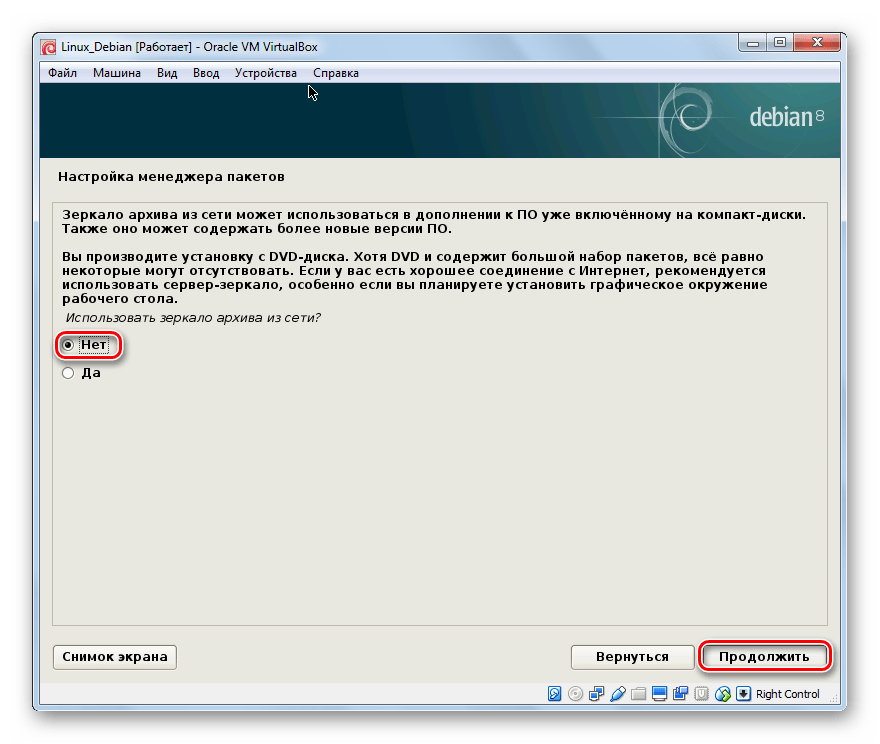 Linux_Debian [Работает] - Oracle VM VirtualBox
Файл Машина Вид Ввод Устройства Справка
debian 8
Настройка менеджера пакетов
Зеркало архива из сети может использоваться в дополнении к ПО уже включённому на компакт-диски.
Также оно может содержать более новые версии ПО.
Вы производите установку с DVD-диска. Хотя DVD и содержит большой набор пакетов, всё равно
некоторые могут отсутствовать. Если у вас есть хорошее соединение с Интернет, рекомендуется
использовать сервер-зеркало, особенно если вы планируете установить графическое окружение
рабочего стола.
Использовать зеркало архива из сети?
Нет
Да
Снимок экрана Вернуться Продолжить
Right Control